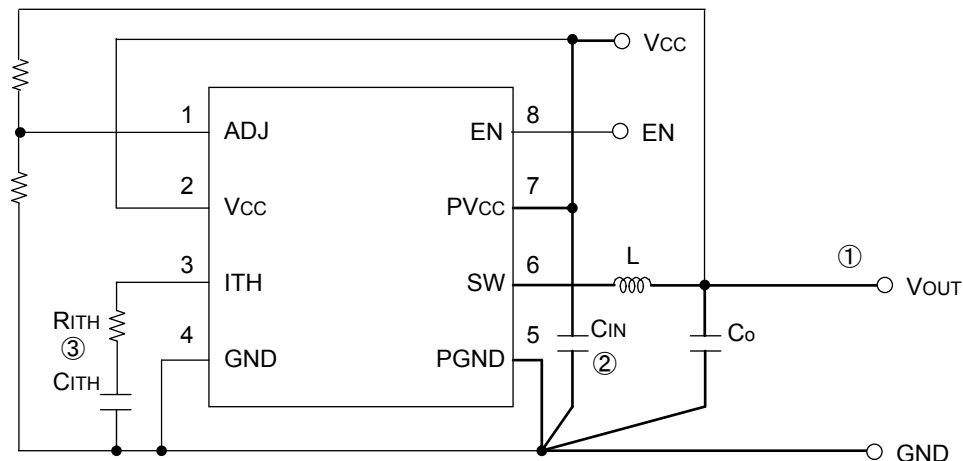 VCC
1 ADJ EN 8 EN
2 VCC PVCC 7
3 ITH SW 6 L ① VOUT
RITH
③
CITH
4 GND PGND 5 CIN
②
CO
GND